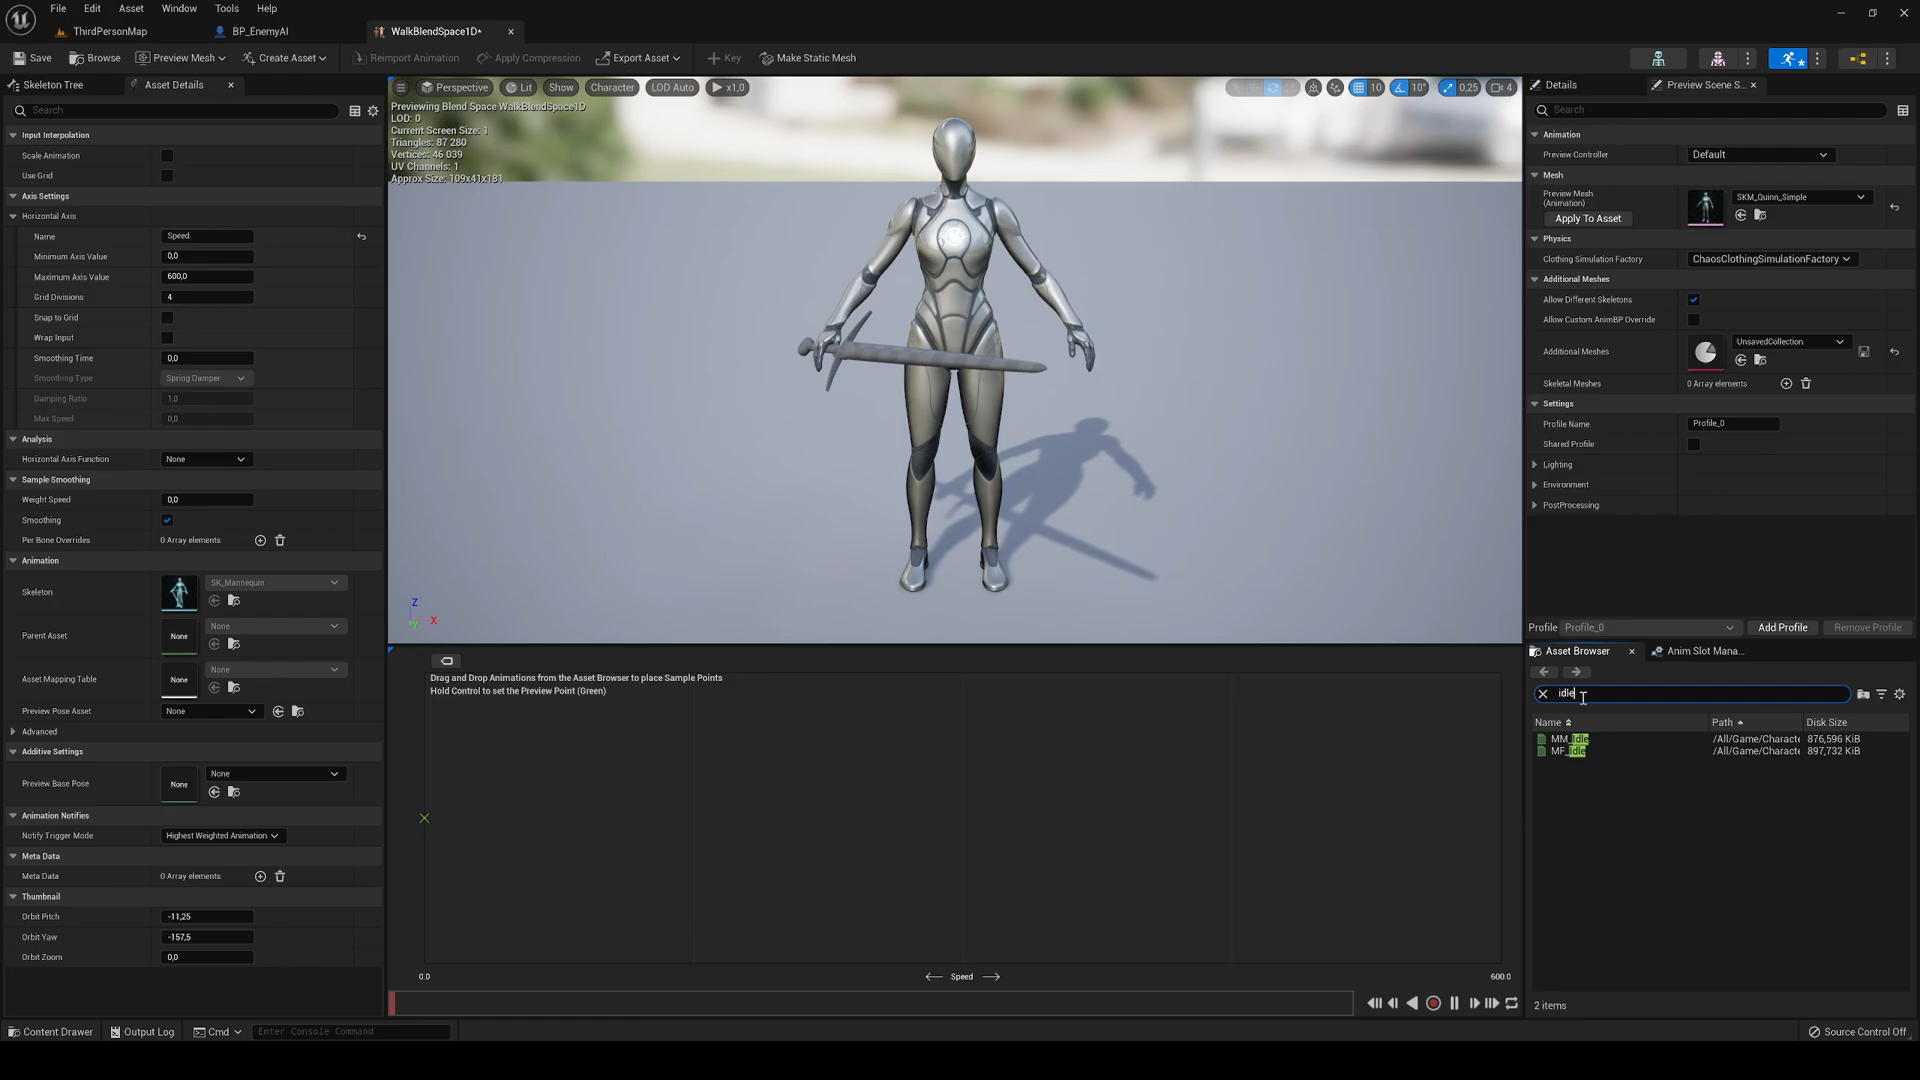 File Edit Asset Window Tools Help
ThirdPersonMap BP_EnemyAI WalkBlendSpace1D*
Save Browse Preview Mesh Create Asset Reimport Animation Apply Compression Export Asset Key Make Static Mesh
Skeleton Tree Asset Details
Search
Input Interpolation
Scale Animation
Use Grid
Axis Settings
Horizontal Axis
Name Speed
Minimum Axis Value 0,0
Maximum Axis Value 600,0
Grid Divisions 4
Snap to Grid
Wrap Input
Smoothing Time 0,0
Smoothing Type Spring Damper
Damping Ratio 1,0
Max Speed 0,0
Analysis
Horizontal Axis Function None
Sample Smoothing
Weight Speed 0,0
Smoothing
Per Bone Overrides 0 Array elements
Animation
Skeleton SK_Mannequin
Parent Asset None None
Asset Mapping Table None None
Preview Pose Asset None
Advanced
Additive Settings
Preview Base Pose None None
Animation Notifies
Notify Trigger Mode Highest Weighted Animation
Meta Data
Meta Data 0 Array elements
Thumbnail
Orbit Pitch -11,25
Orbit Yaw -157,5
Orbit Zoom 0,0
Perspective Lit Show Character LOD Auto x1,0 10 10° 0,25 4
Previewing Blend Space WalkBlendSpace1D
LOD: 0
Current Screen Size: 1
Triangles: 87 280
Vertices: 46 039
UV Channels: 1
Approx Size: 109x41x181
Z
X
Y
Drag and Drop Animations from the Asset Browser to place Sample Points
Hold Control to set the Preview Point (Green)
0.0 Speed 600.0
Details Preview Scene S...
Search
Animation
Preview Controller Default
Mesh
Preview Mesh
(Animation)
SKM_Quinn_Simple
Apply To Asset
Physics
Clothing Simulation Factory ChaosClothingSimulationFactory
Additional Meshes
Allow Different Skeletons
Allow Custom AnimBP Override
Additional Meshes UnsavedCollection
Skeletal Meshes 0 Array elements
Settings
Profile Name Profile_0
Shared Profile
Lighting
Environment
PostProcessing
Profile Profile_0 Add Profile Remove Profile
Asset Browser Anim Slot Mana...
idle
Name Path Disk Size
MM_Idle /All/Game/Characte 876,596 KiB
MF_Idle /All/Game/Characte 897,732 KiB
2 items
Content Drawer Output Log Cmd Enter Console Command Source Control Off